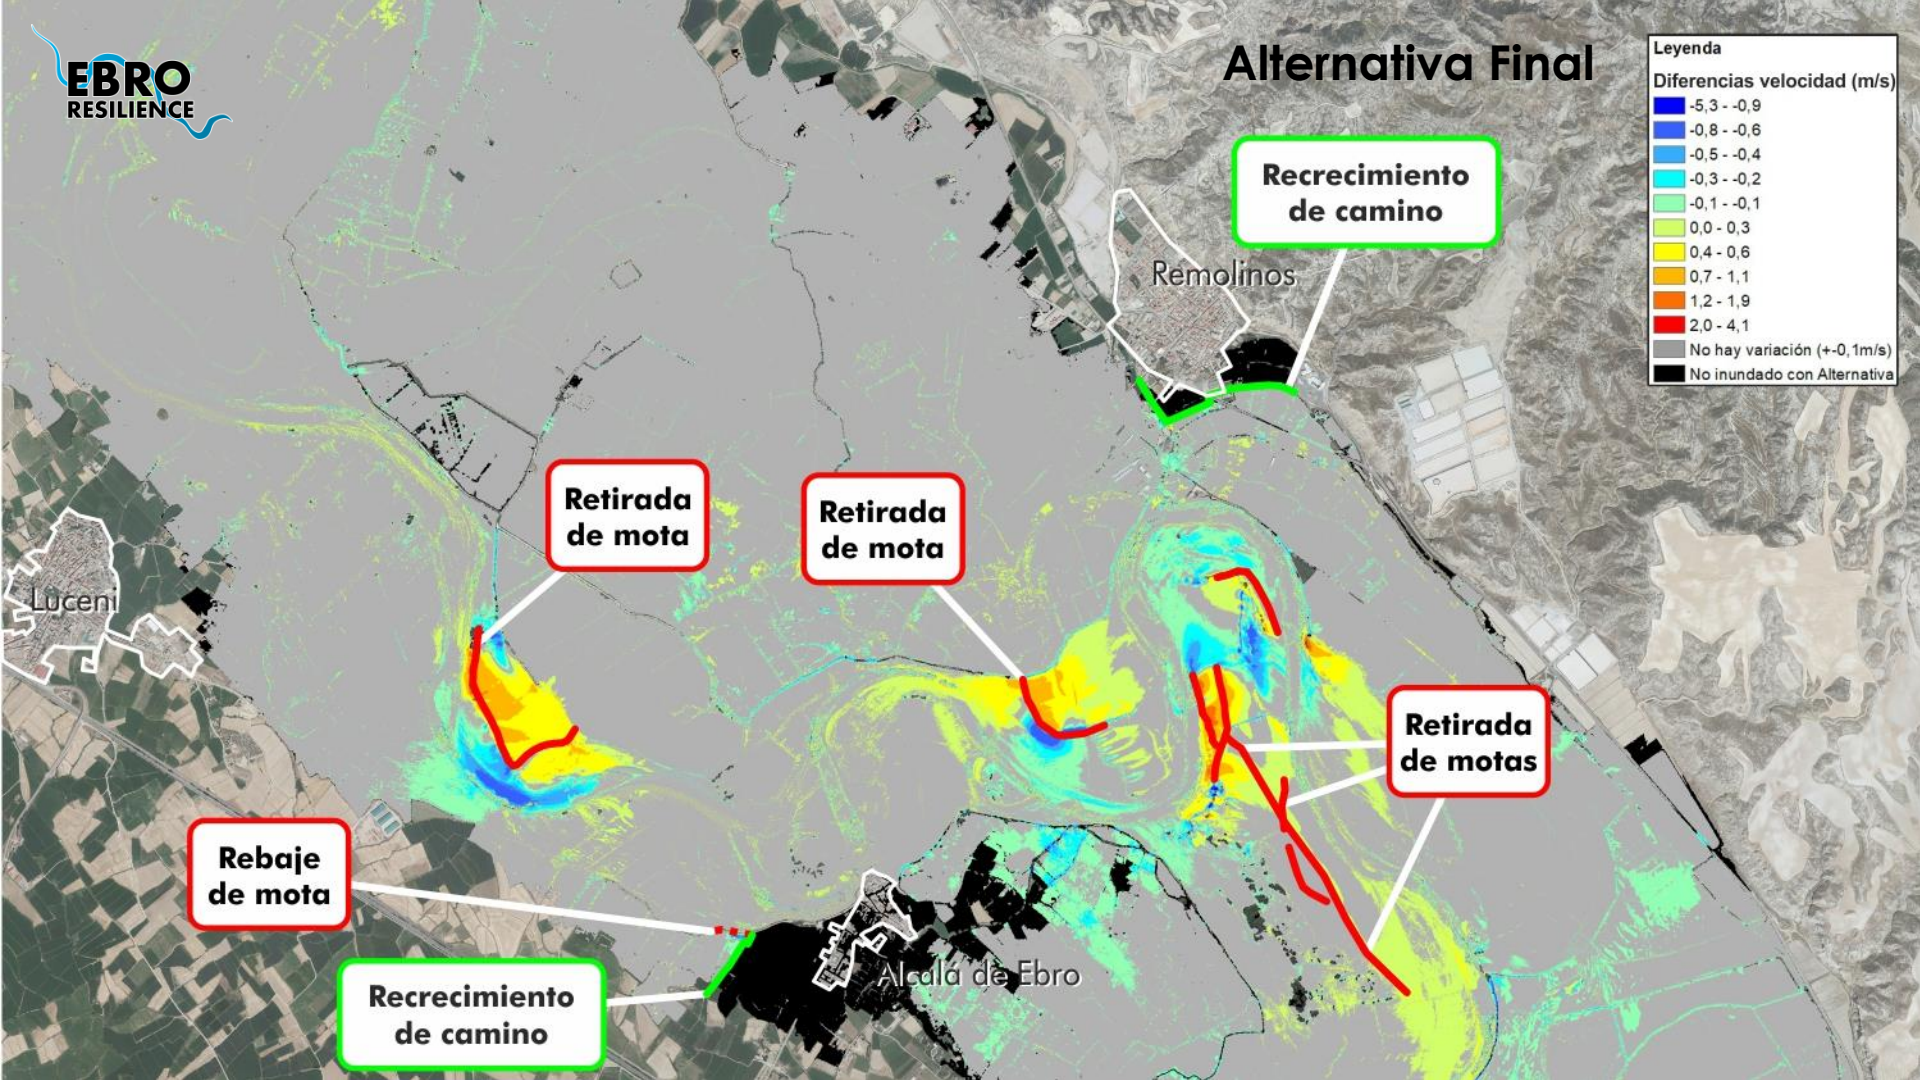 EBRO
RESILIENCE
Alternativa Final
Leyenda
Diferencias velocidad (m/s)
-5,3 - -0,9
-0,8 - -0,6
-0,5 - -0,4
-0,3 - -0,2
-0,1 - -0,1
0,0 - 0,3
0,4 - 0,6
0,7 - 1,1
1,2 - 1,9
2,0 - 4,1
No hay variación (+-0,1m/s)
No inundado con Alternativa
Recrecimiento
de camino
Remolinos
Retirada
de mota
Retirada
de mota
Luceni
Retirada
de motas
Rebaje
de mota
Alcalá de Ebro
Recrecimiento
de camino